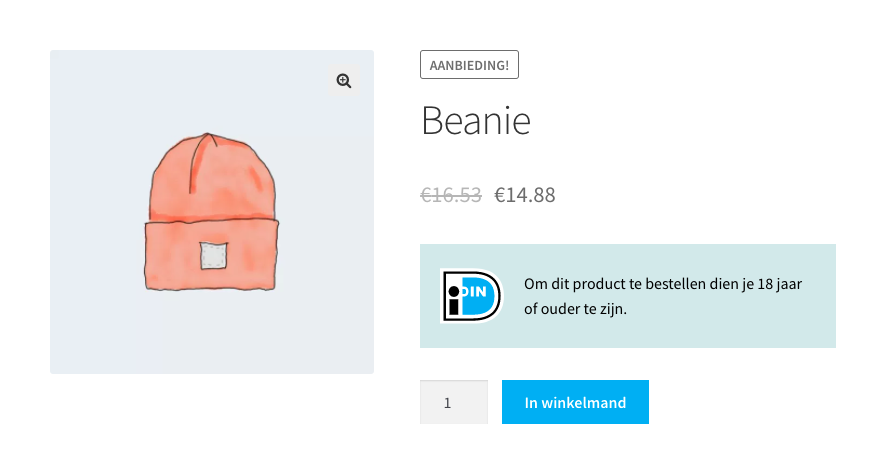 AANBIEDING!
Beanie
€16.53 €14.88
iDIN
Om dit product te bestellen dien je 18 jaar
of ouder te zijn.
1
In winkelmand